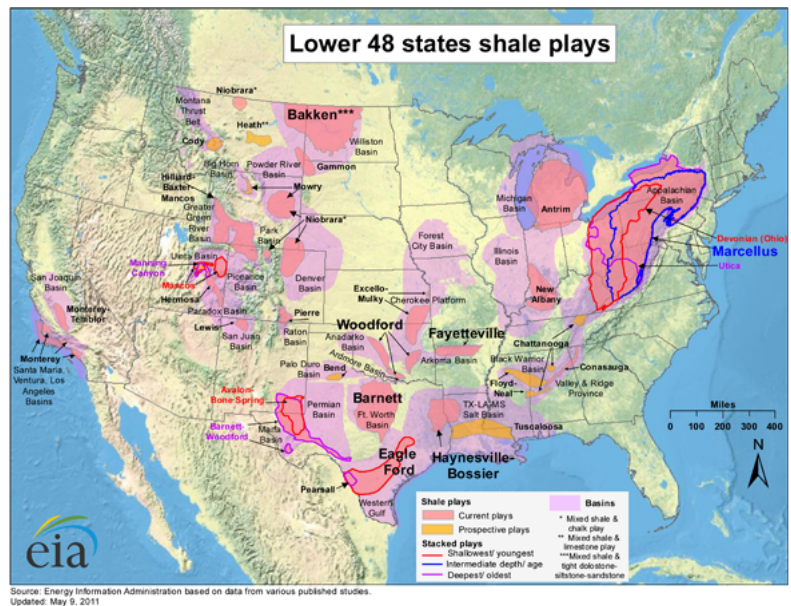 Lower 48 states shale plays
Niobrara*
Montana
Thrust
Belt
Bakken***
Heath**
Cody
Williston
Basin
Big Horn
Basin
Powder River
Basin
Gammon
Hilliard-
Baxter-
Mancos
Mowry
Greater
Green
River
Basin
Park
Basin
Niobrara*
Michigan
Basin
Antrim
Appalachian
Basin
Devonian (Ohio)
Marcellus
Utica
Forest
City Basin
Illinois
Basin
Uinta Basin
Manning
Canyon
Mancos
Piceance
Basin
Denver
Basin
San Joaquin
Basin
Hermosa
Paradox Basin
Excello-
Mulky
Cherokee Platform
New
Albany
Monterey-
Temblor
Pierre
Lewis
San Juan
Basin
Raton
Basin
Woodford
Anadarko
Basin
Fayetteville
Chattanooga
Monterey
Santa Maria,
Ventura, Los
Angeles
Basins
Palo Duro
Basin
Bend
Ardmore Basin
Arkoma Basin
Black Warrior
Basin
Conasauga
Floyd-
Neal
Valley & Ridge
Province
Avalon-
Bone Spring
Permian
Basin
Barnett
Ft. Worth
Basin
TX-LA-MS
Salt Basin
Tuscaloosa
Barnett-
Woodford
Marfa
Basin
Eagle
Ford
Haynesville-
Bossier
Pearsall
Western
Gulf
Miles
0 100 200 300 400
N
Shale plays
Current plays
Prospective plays
Stacked plays
Shallowest/ youngest
Intermediate depth/ age
Deepest/ oldest
Basins
* Mixed shale &
chalk play
** Mixed shale &
limestone play
***Mixed shale &
tight dolostone-
siltstone-sandstone
eia
Source: Energy Information Administration based on data from various published studies.
Updated: May 9, 2011